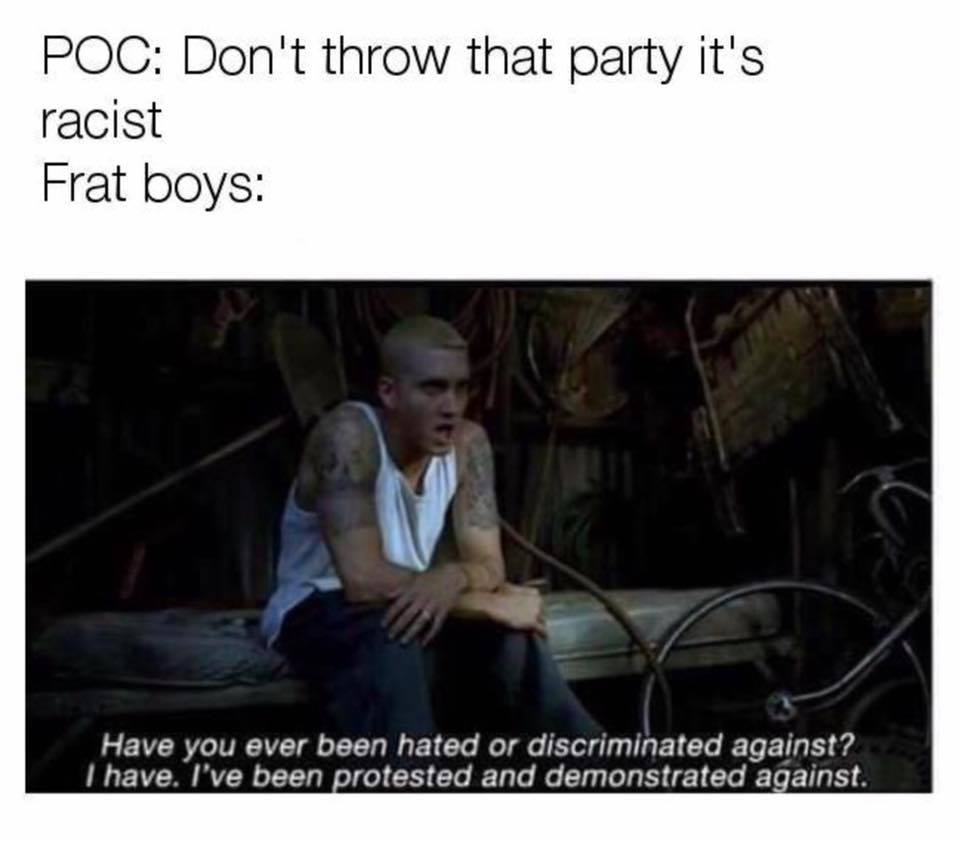 POC: Don't throw that party it's
racist
Frat boys:
Have you ever been hated or discriminated against?
I have. I've been protested and demonstrated against.